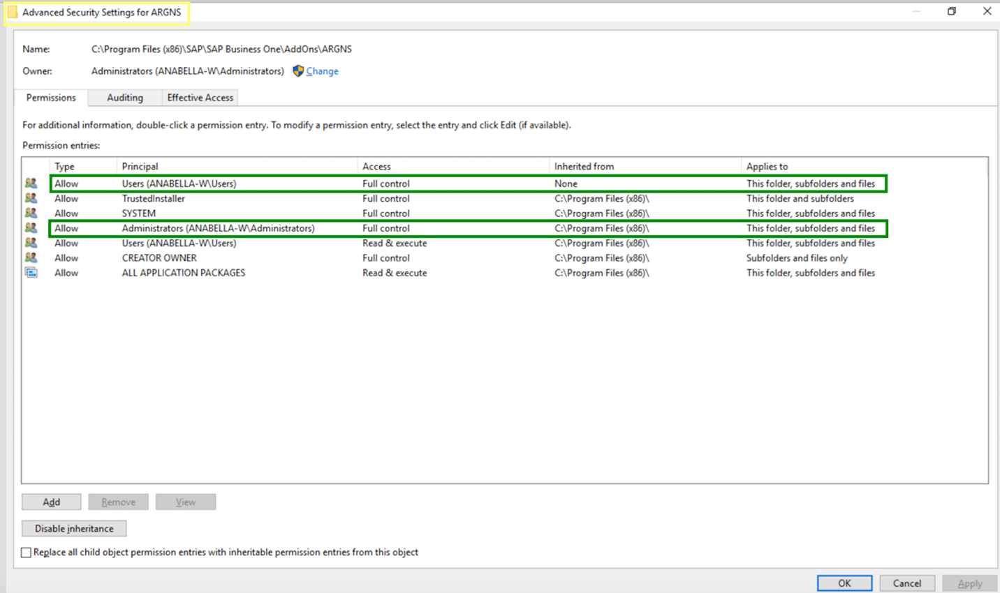 Advanced Security Settings for ARGNS
Name: C:\Program Files (x86)\SAP\SAP Business One\AddOns\ARGNS
Owner: Administrators (ANABELLA-W\Administrators) Change
Permissions Auditing Effective Access
For additional information, double-click a permission entry. To modify a permission entry, select the entry and click Edit (if available).
Permission entries:
Type Principal Access Inherited from Applies to
Allow Users (ANABELLA-W\Users) Full control None This folder, subfolders and files
Allow TrustedInstaller Full control C:\Program Files (x86)\ This folder and subfolders
Allow SYSTEM Full control C:\Program Files (x86)\ This folder, subfolders and files
Allow Administrators (ANABELLA-W\Administrators) Full control C:\Program Files (x86)\ This folder, subfolders and files
Allow Users (ANABELLA-W\Users) Read & execute C:\Program Files (x86)\ This folder, subfolders and files
Allow CREATOR OWNER Full control C:\Program Files (x86)\ Subfolders and files only
Allow ALL APPLICATION PACKAGES Read & execute C:\Program Files (x86)\ This folder, subfolders and files
Add Remove View
Disable inheritance
Replace all child object permission entries with inheritable permission entries from this object
OK Cancel Apply